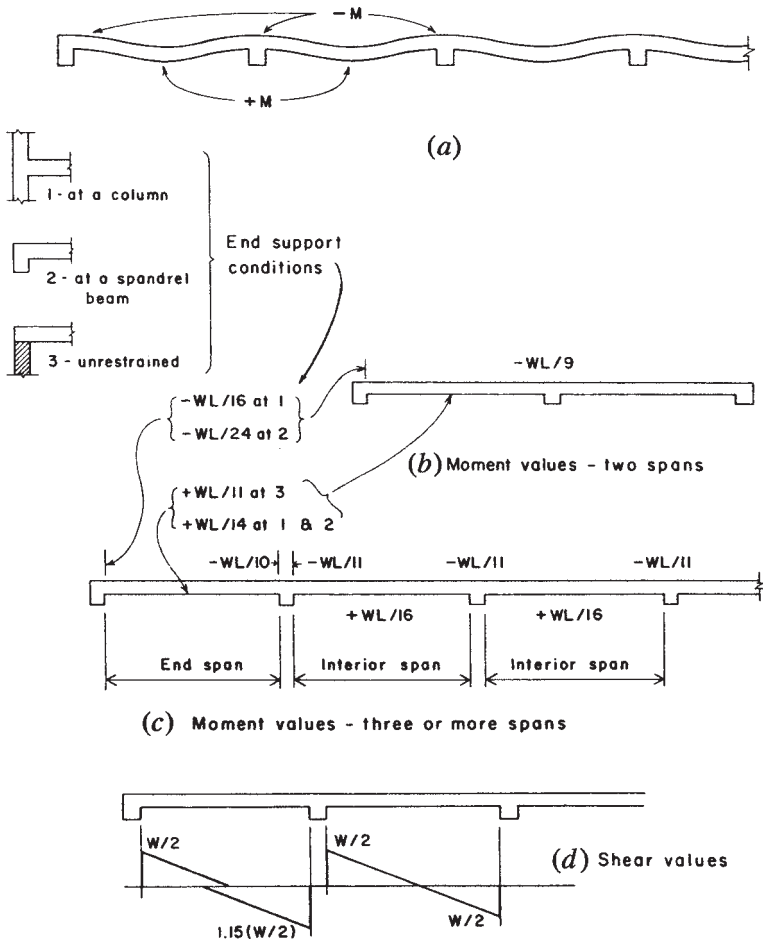 −M
+M
(a)
1 - at a column
2 - at a spandrel
beam
3 - unrestrained
End support
conditions
−WL/9
−WL/16 at 1
−WL/24 at 2
(b) Moment values - two spans
+WL/11 at 3
+WL/14 at 1 & 2
−WL/10
−WL/11
−WL/11
−WL/11
+WL/16
+WL/16
End span
Interior span
Interior span
(c) Moment values - three or more spans
W/2
W/2
(d) Shear values
W/2
1.15(W/2)